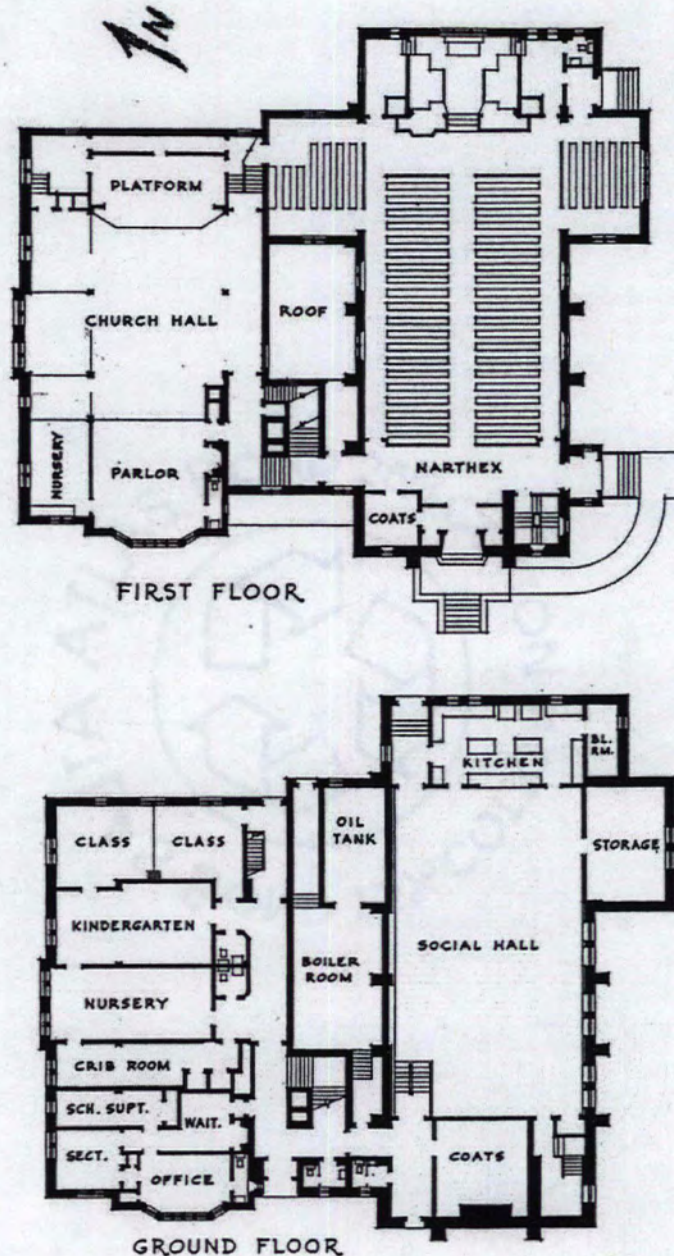 N
PLATFORM
CHURCH HALL
ROOF
NURSERY
PARLOR
NARTHEX
COATS
FIRST FLOOR
KITCHEN
BL.
RM.
OIL
TANK
CLASS
CLASS
STORAGE
KINDERGARTEN
SOCIAL HALL
BOILER
ROOM
NURSERY
CRIB ROOM
SCH. SUPT.
WAIT.
SECT.
OFFICE
COATS
GROUND FLOOR